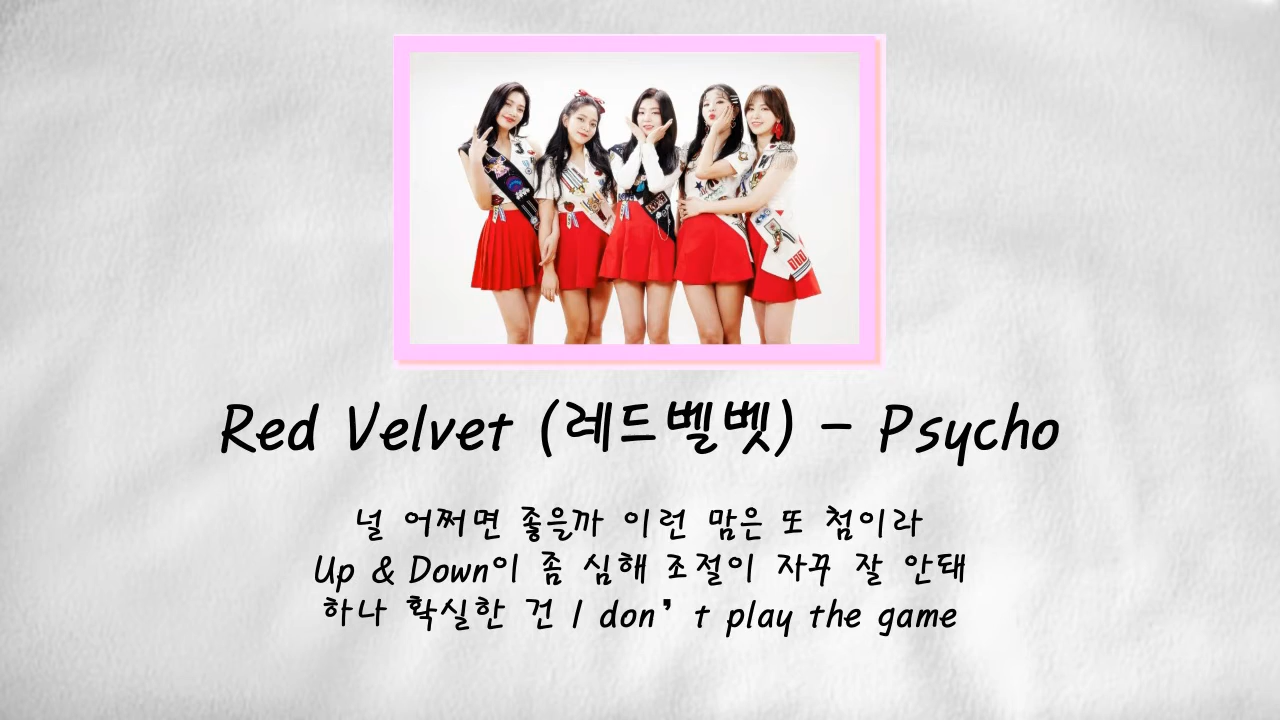 Red Velvet (레드벨벳) - Psycho
널 어쩌면 좋을까 이런 맘은 또 첨이라
Up & Down이 좀 심해 조절이 자꾸 잘 안돼
하나 확실한 건 I don't play the game